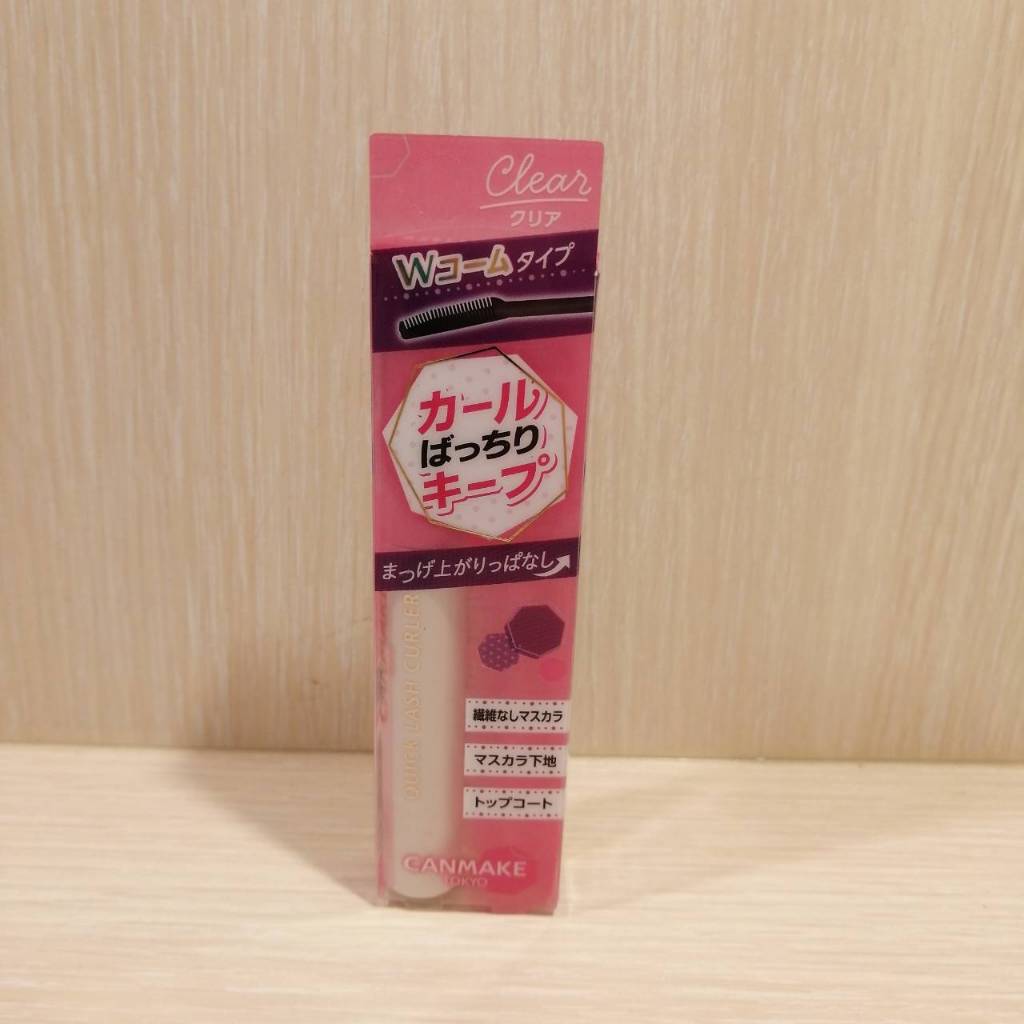 Clear
クリア
Wコームタイプ
カール
ばっちり
キープ
まつげ上がりっぱなし
QUICK LASH CURLER
繊維なしマスカラ
マスカラ下地
トップコート
CANMAKE
TOKYO